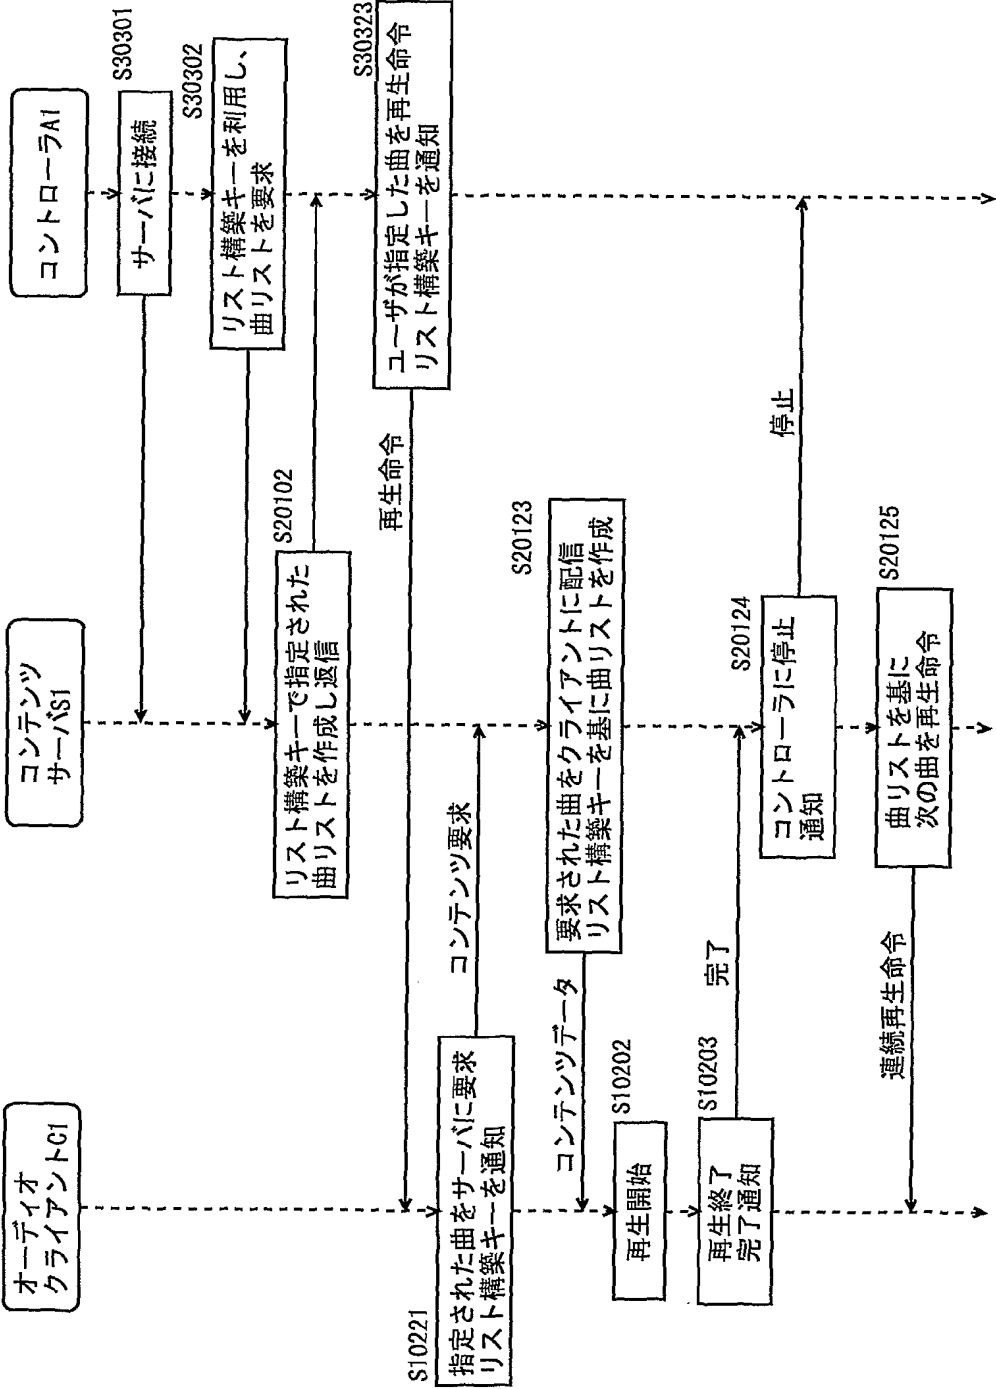 オーディオ
クライアントC1
コンテンツ
サーバS1
コントローラA1
S30301
サーバに接続
S30302
リスト構築キーを利用し、
曲リストを要求
S20102
リスト構築キーで指定された
曲リストを作成し返信
S30323
ユーザが指定した曲を再生命令
リスト構築キーを通知
再生命令
S10221
指定された曲をサーバに要求
リスト構築キーを通知
コンテンツ要求
S20123
要求された曲をクライアントに配信
リスト構築キーを基に曲リストを作成
コンテンツデータ
S10202
再生開始
S10203
再生終了
完了通知
完了
S20124
コントローラに停止
通知
停止
S20125
曲リストを基に
次の曲を再生命令
連続再生命令